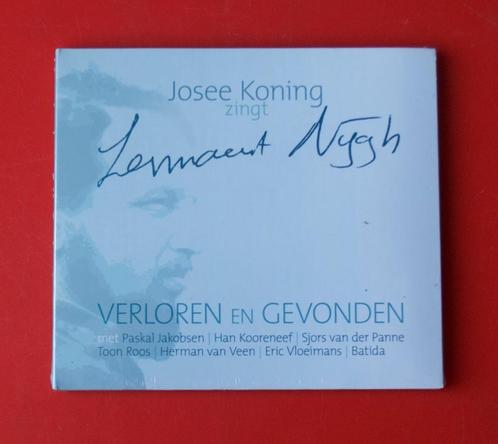 Josee Koning
zingt
Lennaert Nijgh
VERLOREN EN GEVONDEN
met Paskal Jakobsen | Han Kooreneef | Sjors van der Panne
Toon Roos | Herman van Veen | Eric Vloeimans | Batida